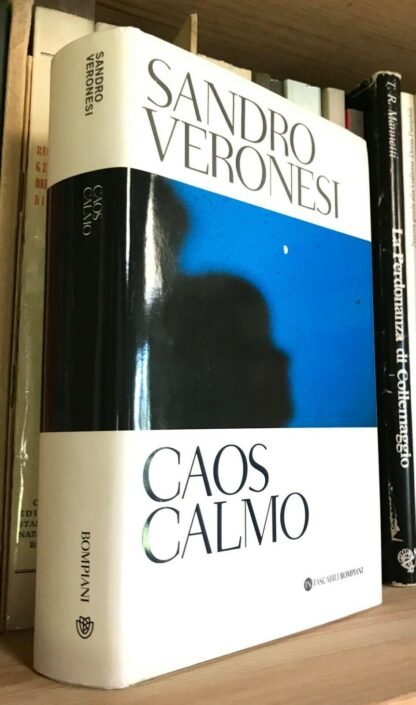 SANDRO
VERONESI
CAOS
CALMO
TASCABILI BOMPIANI
SANDRO
VERONESI
CAOS
CALMO
BOMPIANI
La Perdonanza di Collemaggio